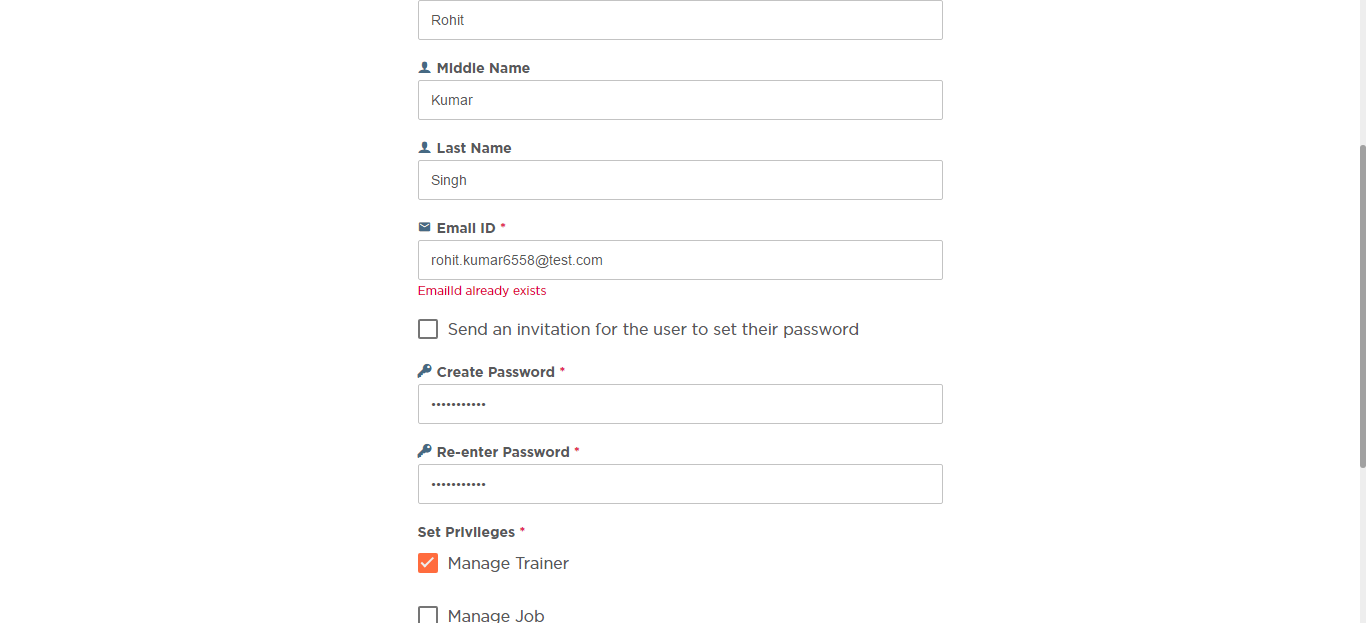 Rohit
Middle Name
Kumar
Last Name
Singh
Email ID *
rohit.kumar6558@test.com
EmailId already exists
Send an invitation for the user to set their password
Create Password *
•••••••••••
Re-enter Password *
•••••••••••
Set Privileges *
Manage Trainer
Manage Job